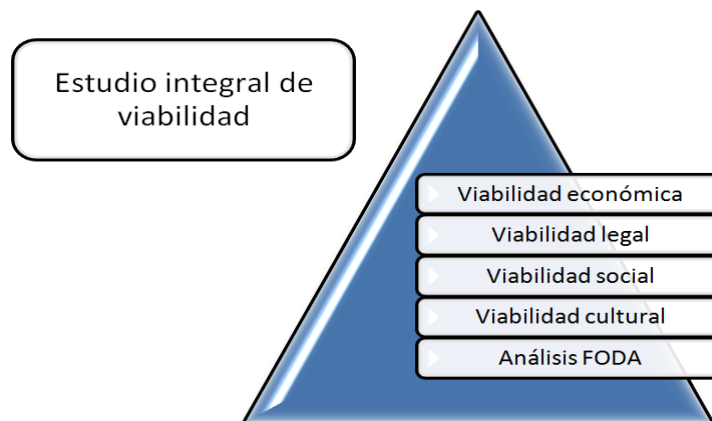 Estudio integral de
viabilidad
Viabilidad económica
Viabilidad legal
Viabilidad social
Viabilidad cultural
Análisis FODA